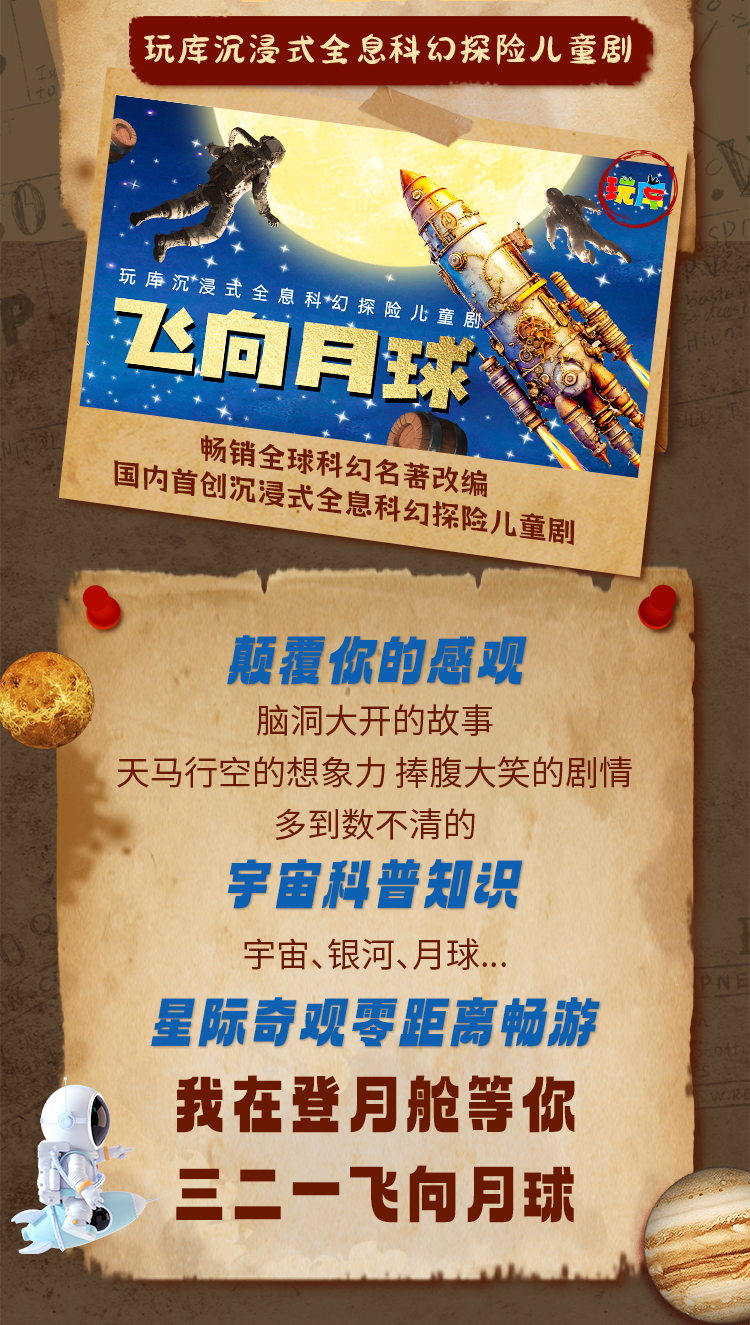 玩库沉浸式全息科幻探险儿童剧
玩库
玩库沉浸式全息科幻探险儿童剧
飞向月球
畅销全球科幻名著改编
国内首创沉浸式全息科幻探险儿童剧
颠覆你的感观
脑洞大开的故事
天马行空的想象力 捧腹大笑的剧情
多到数不清的
宇宙科普知识
宇宙、银河、月球...
星际奇观零距离畅游
我在登月舱等你
三二一飞向月球